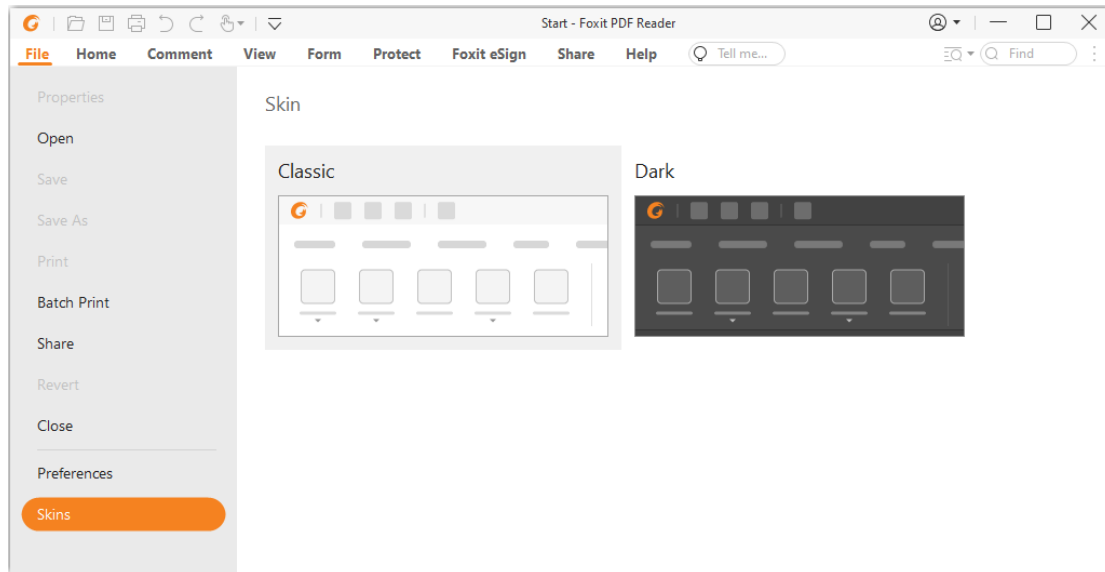 Start - Foxit PDF Reader
File Home Comment View Form Protect Foxit eSign Share Help Tell me... Find
Properties
Skin
Open
Classic Dark
Save
Save As
Print
Batch Print
Share
Revert
Close
Preferences
Skins